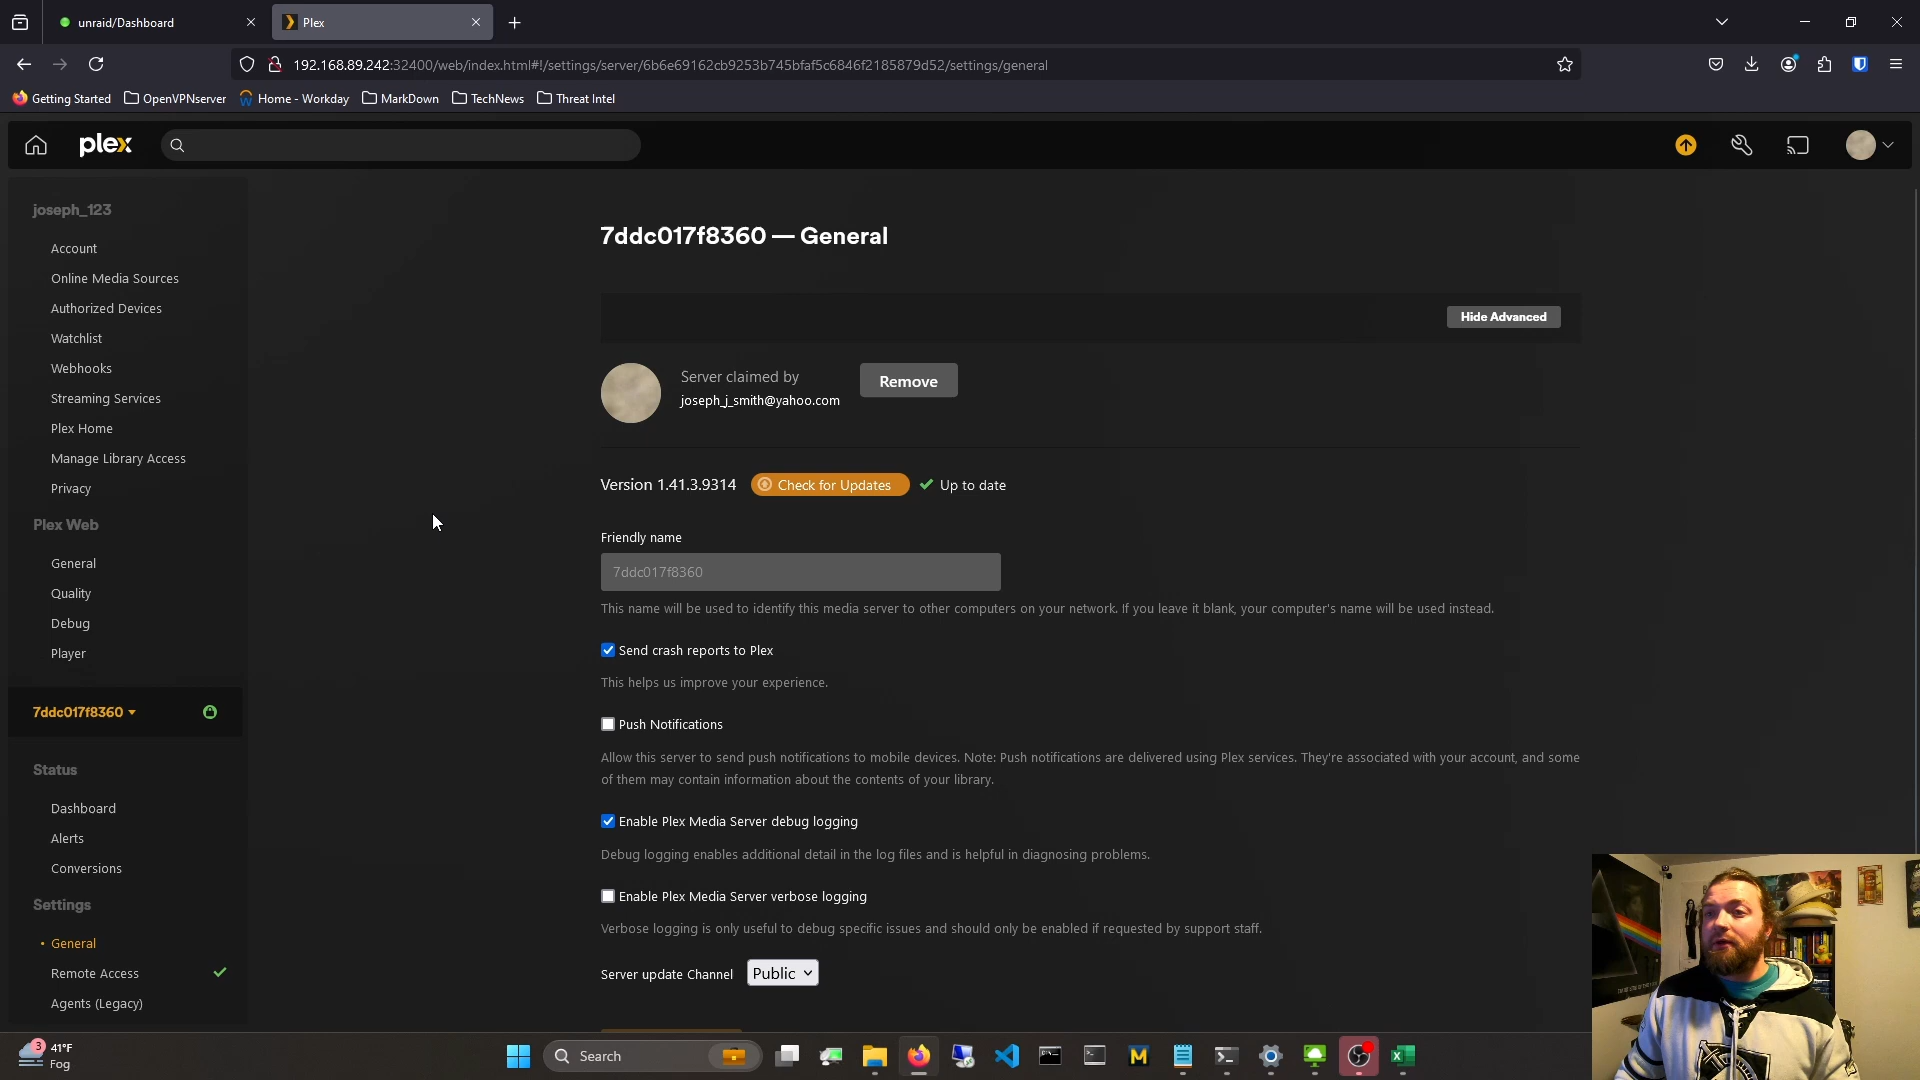 unraid/Dashboard
Plex
192.168.89.242:32400/web/index.html#!/settings/server/6b6e69162cb9253b745bfaf5c6846f2185879d52/settings/general
Getting Started
OpenVPNserver
Home - Workday
MarkDown
TechNews
Threat Intel
plex
joseph_123
Account
Online Media Sources
Authorized Devices
Watchlist
Webhooks
Streaming Services
Plex Home
Manage Library Access
Privacy
Plex Web
General
Quality
Debug
Player
7ddc017f8360
Status
Dashboard
Alerts
Conversions
Settings
General
Remote Access
Agents (Legacy)
7ddc017f8360 — General
Hide Advanced
Server claimed by
joseph_j_smith@yahoo.com
Remove
Version 1.41.3.9314
Check for Updates
Up to date
Friendly name
7ddc017f8360
This name will be used to identify this media server to other computers on your network. If you leave it blank, your computer's name will be used instead.
Send crash reports to Plex
This helps us improve your experience.
Push Notifications
Allow this server to send push notifications to mobile devices. Note: Push notifications are delivered using Plex services. They're associated with your account, and some
of them may contain information about the contents of your library.
Enable Plex Media Server debug logging
Debug logging enables additional detail in the log files and is helpful in diagnosing problems.
Enable Plex Media Server verbose logging
Verbose logging is only useful to debug specific issues and should only be enabled if requested by support staff.
Server update Channel
Public
3
41°F
Fog
Search
M